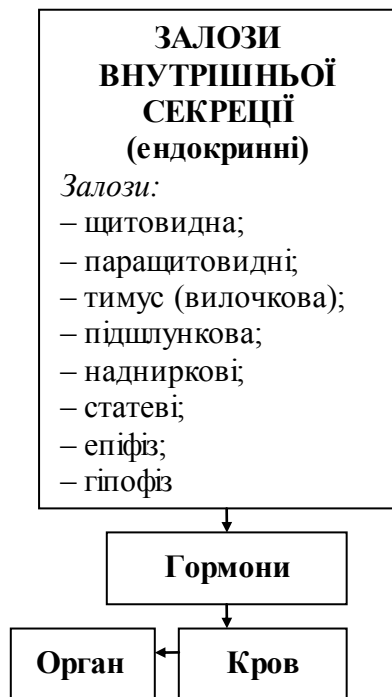 ЗАЛОЗИ
ВНУТРІШНЬОЇ
СЕКРЕЦІЇ
(ендокринні)
Залози:
– щитовидна;
– паращитовидні;
– тимус (вилочкова);
– підшлункова;
– надниркові;
– статеві;
– епіфіз;
– гіпофіз
Гормони
Орган
Кров